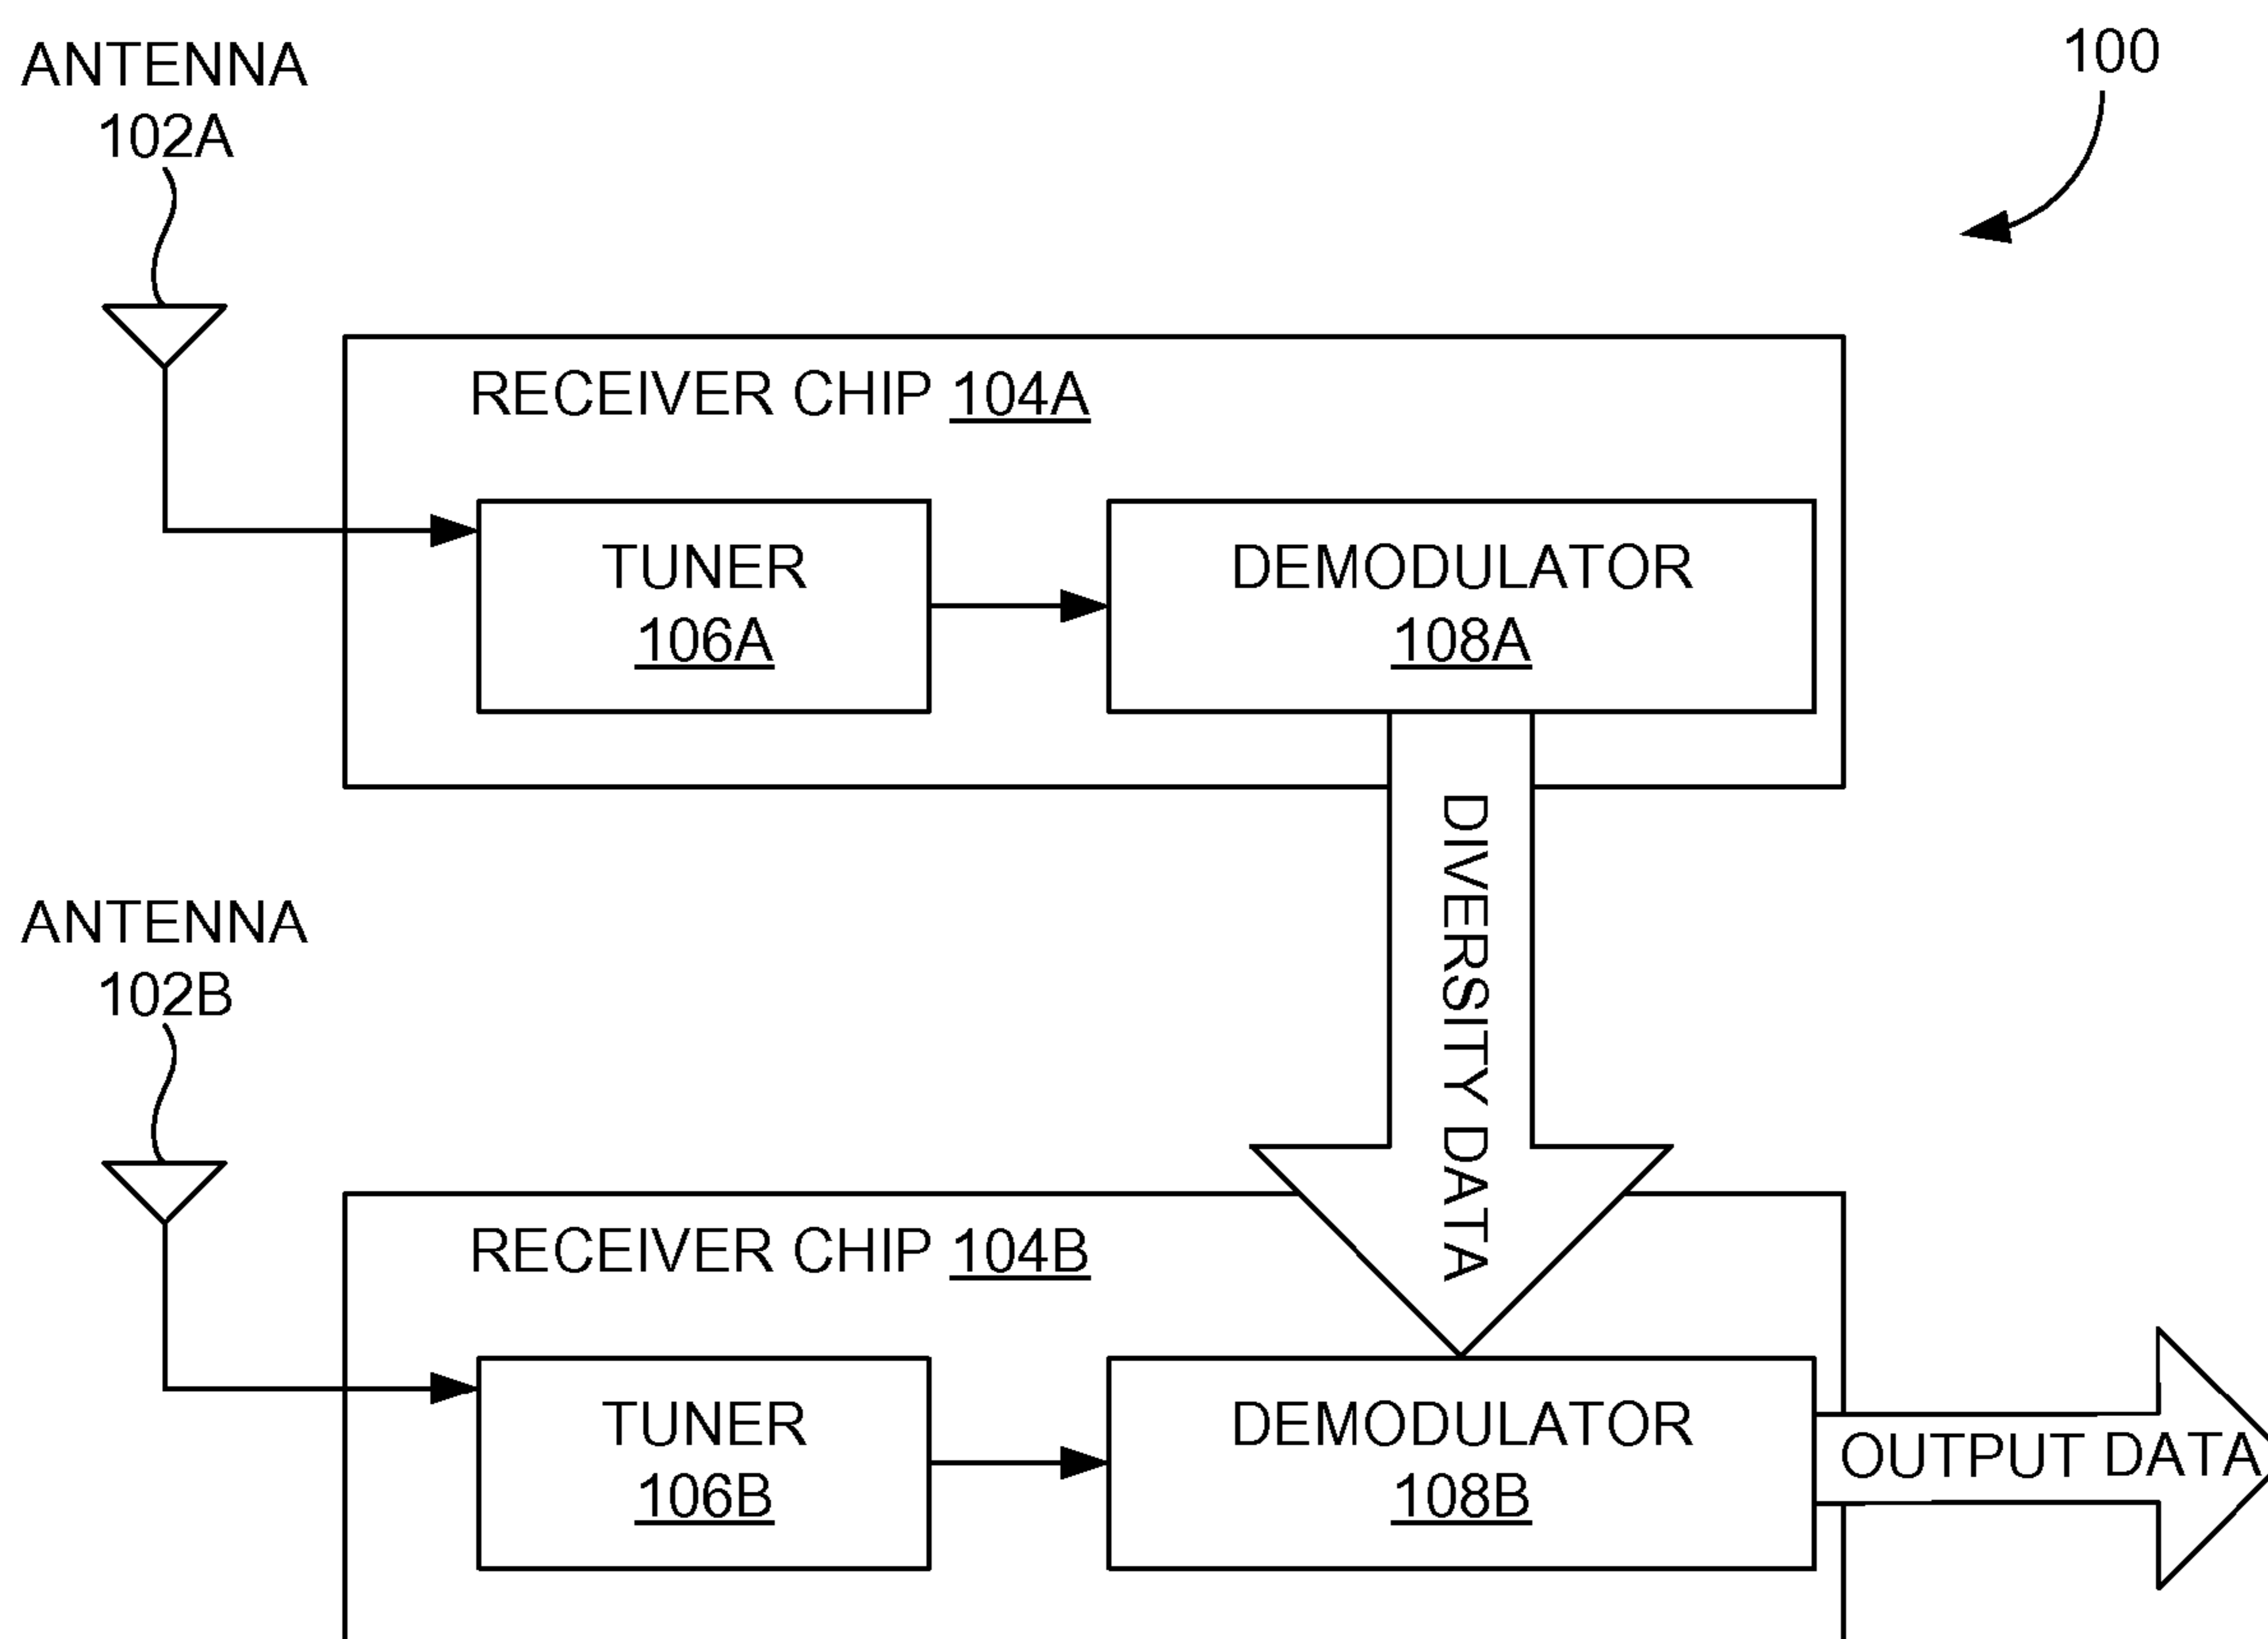 100
ANTENNA
102A
RECEIVER CHIP 104A
TUNER
106A
DEMODULATOR
108A
DIVERSITY DATA
ANTENNA
102B
RECEIVER CHIP 104B
TUNER
106B
DEMODULATOR
108B
OUTPUT DATA